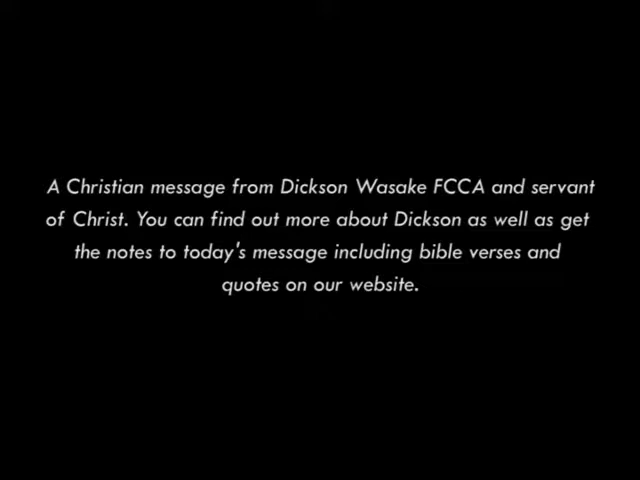 A Christian message from Dickson Wasake FCCA and servant
of Christ. You can find out more about Dickson as well as get
the notes to today's message including bible verses and
quotes on our website.